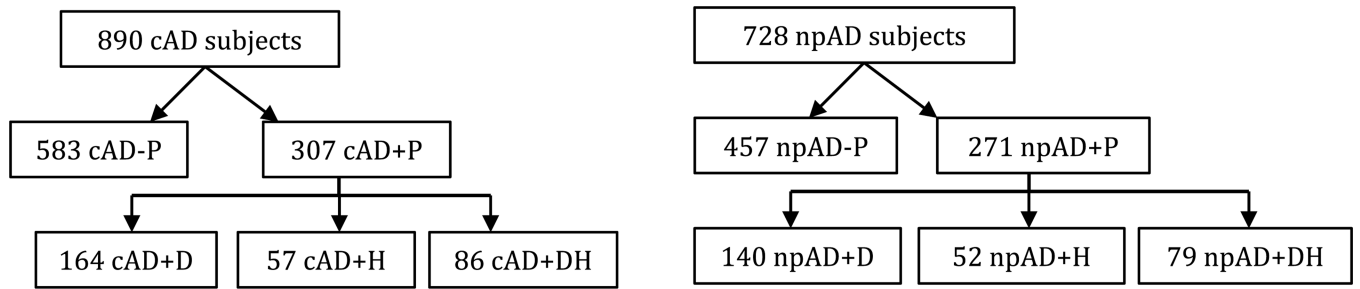 890 cAD subjects
583 cAD-P
307 cAD+P
164 cAD+D
57 cAD+H
86 cAD+DH
728 npAD subjects
457 npAD-P
271 npAD+P
140 npAD+D
52 npAD+H
79 npAD+DH